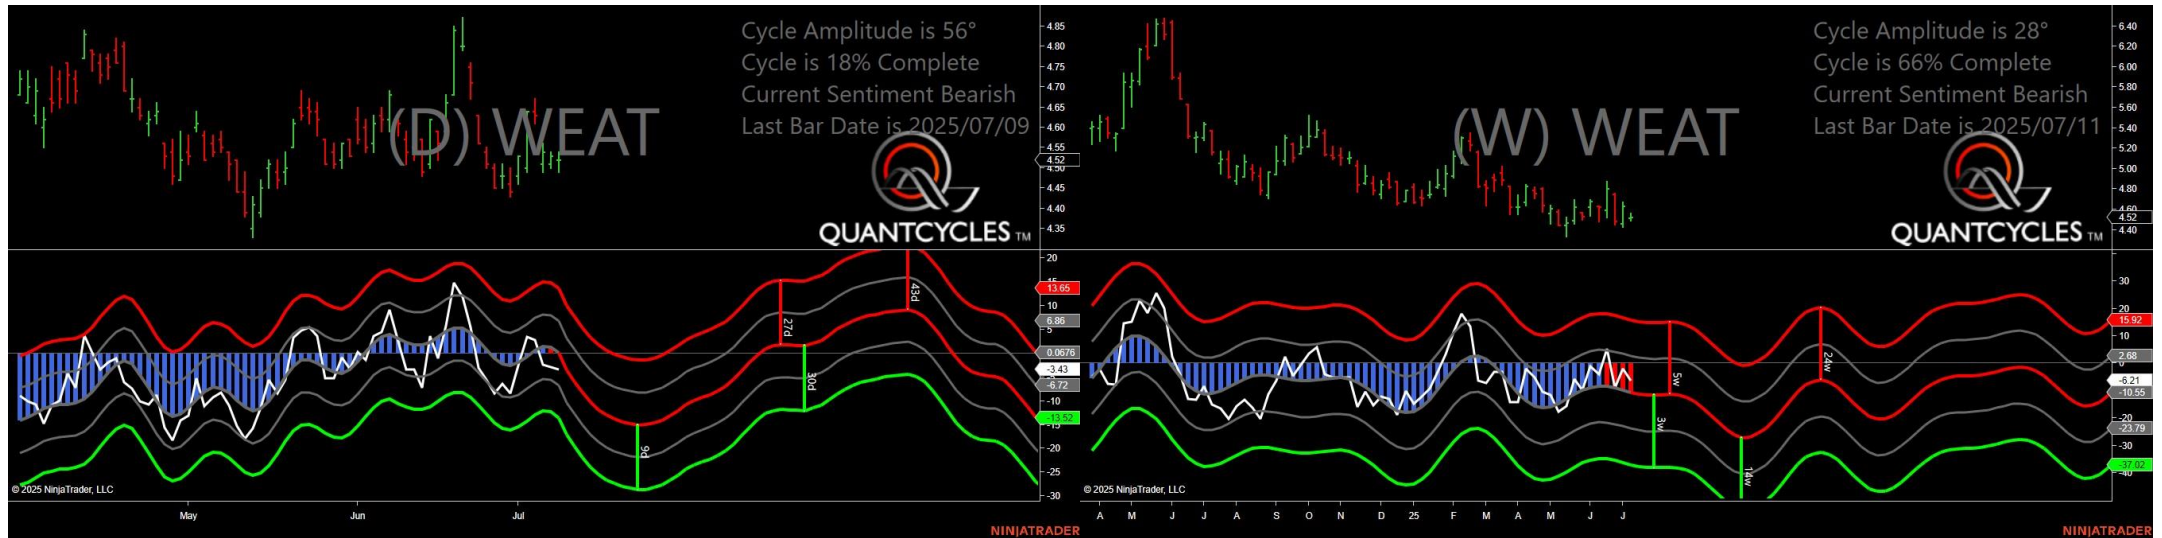 Cycle Amplitude is 56°
Cycle is 18% Complete
Current Sentiment Bearish
Last Bar Date is 2025/07/09
(D) WEAT
QUANTCYCLES TM
4.85
4.80
4.75
4.70
4.65
4.60
4.55
4.52
4.50
4.45
4.40
4.35
20
15
13.65
10
6.86
5
0.0676
-3.43
-6.72
-10
-13.52
-15
-20
-25
-30
9d
27d
30d
43d
© 2025 NinjaTrader, LLC
May Jun Jul
NINJATRADER
Cycle Amplitude is 28°
Cycle is 66% Complete
Current Sentiment Bearish
Last Bar Date is 2025/07/11
(W) WEAT
QUANTCYCLES TM
6.40
6.20
6.00
5.80
5.60
5.40
5.20
5.00
4.80
4.60
4.52
4.40
30
20
15.92
10
2.68
-6.21
-10.55
-20
-23.79
-30
-37.02
-40
3w
5w
14w
24w
© 2025 NinjaTrader, LLC
A M J J A S O N D 25 F M A M J J
NINJATRADER